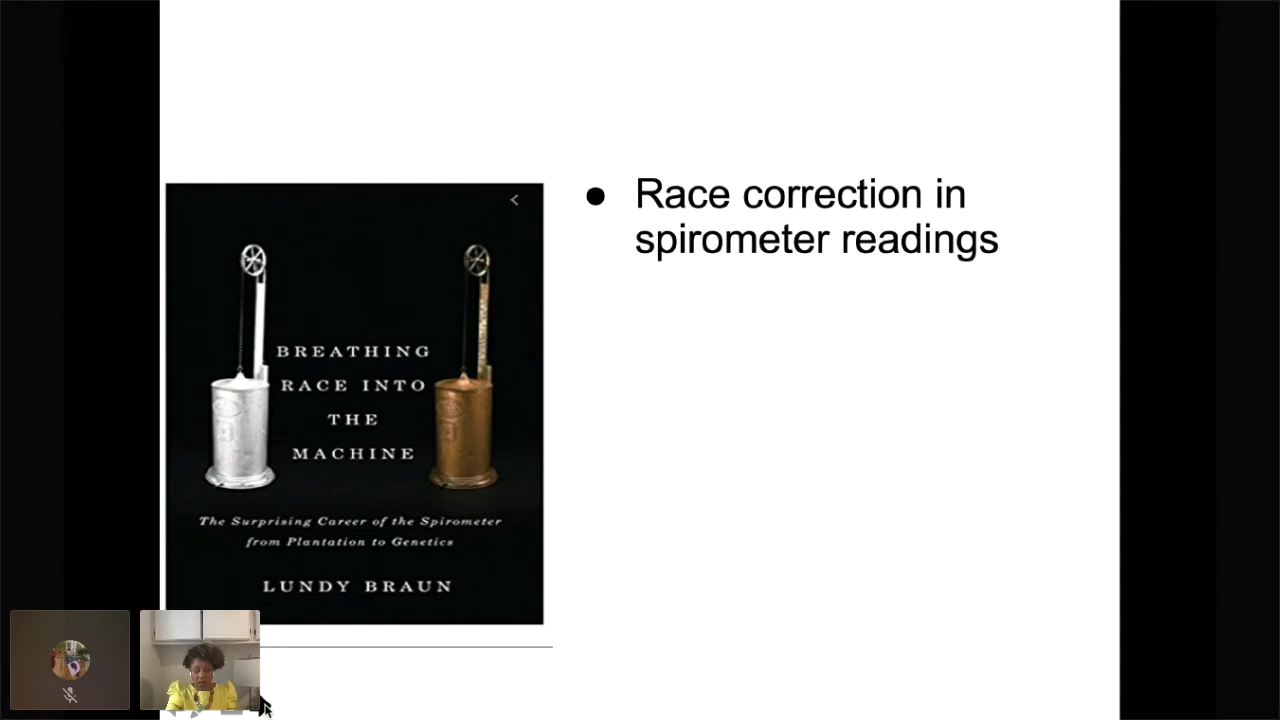 BREATHING
RACE INTO
THE
MACHINE
The Surprising Career of the Spirometer
from Plantation to Genetics
LUNDY BRAUN
● Race correction in
spirometer readings